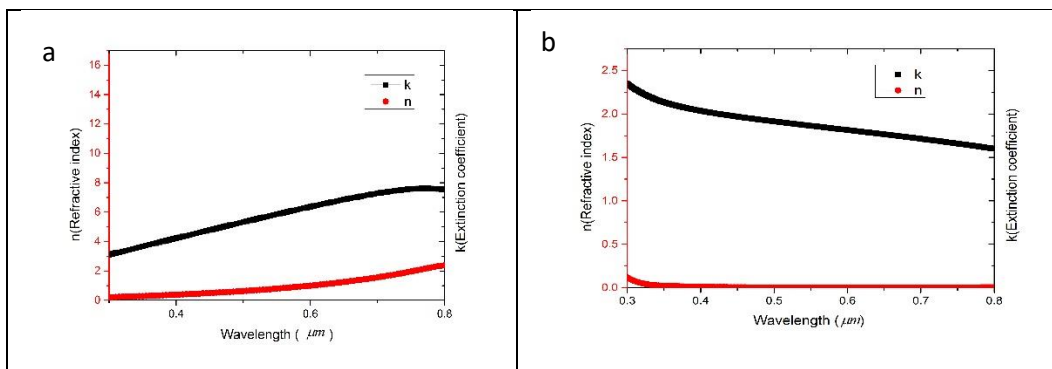 a
n(Refractive index)
16
14
12
10
8
6
4
2
0
k
n
k(Extinction coefficient)
0.4
0.6
0.8
Wavelength ( μm )
b
n(Refractive index)
2.5
2.0
1.5
1.0
0.5
0.0
k
n
k(Extinction coefficient)
0.3
0.4
0.5
0.6
0.7
0.8
Wavelength (μm)